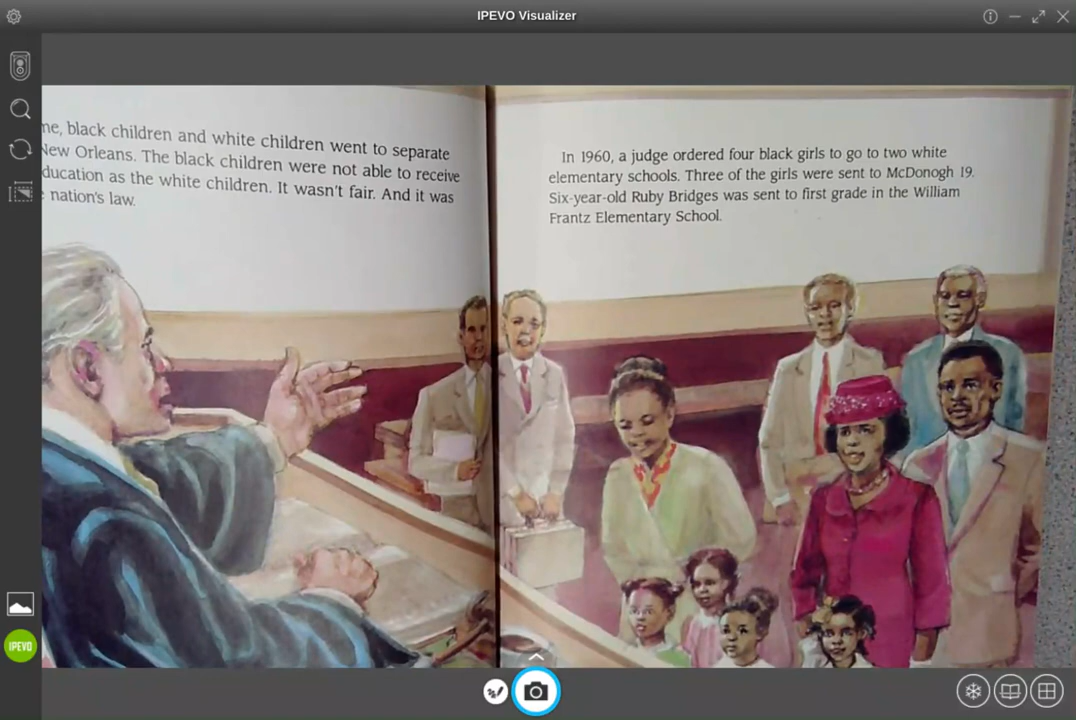 IPEVO Visualizer
me, black children and white children went to separate
New Orleans. The black children were not able to receive
ducation as the white children. It wasn't fair. And it was
nation's law.
In 1960, a judge ordered four black girls to go to two white
elementary schools. Three of the girls were sent to McDonogh 19.
Six-year-old Ruby Bridges was sent to first grade in the William
Frantz Elementary School.
IPEVO